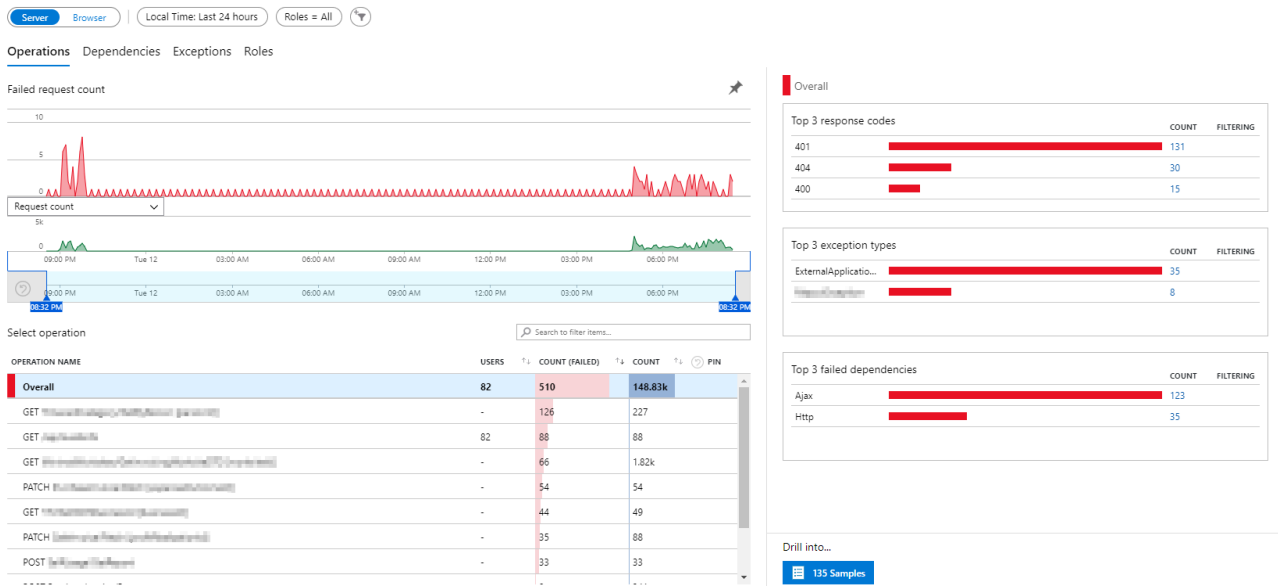 Server Browser Local Time: Last 24 hours Roles = All
Operations Dependencies Exceptions Roles
Failed request count
10
5
0
Request count
5k
0
09:00 PM Tue 12 03:00 AM 06:00 AM 09:00 AM 12:00 PM 03:00 PM 06:00 PM
09:00 PM Tue 12 03:00 AM 06:00 AM 09:00 AM 12:00 PM 03:00 PM 06:00 PM
08:32 PM 08:32 PM
Select operation Search to filter items...
OPERATION NAME USERS COUNT (FAILED) COUNT PIN
Overall 82 510 148.83k
GET - 126 227
GET 82 88 88
GET - 66 1.82k
PATCH - 54 54
GET - 44 49
PATCH - 35 88
POST - 33 33
Overall
Top 3 response codes COUNT FILTERING
401 131
404 30
400 15
Top 3 exception types COUNT FILTERING
ExternalApplicatio... 35
8
Top 3 failed dependencies COUNT FILTERING
Ajax 123
Http 35
Drill into...
135 Samples